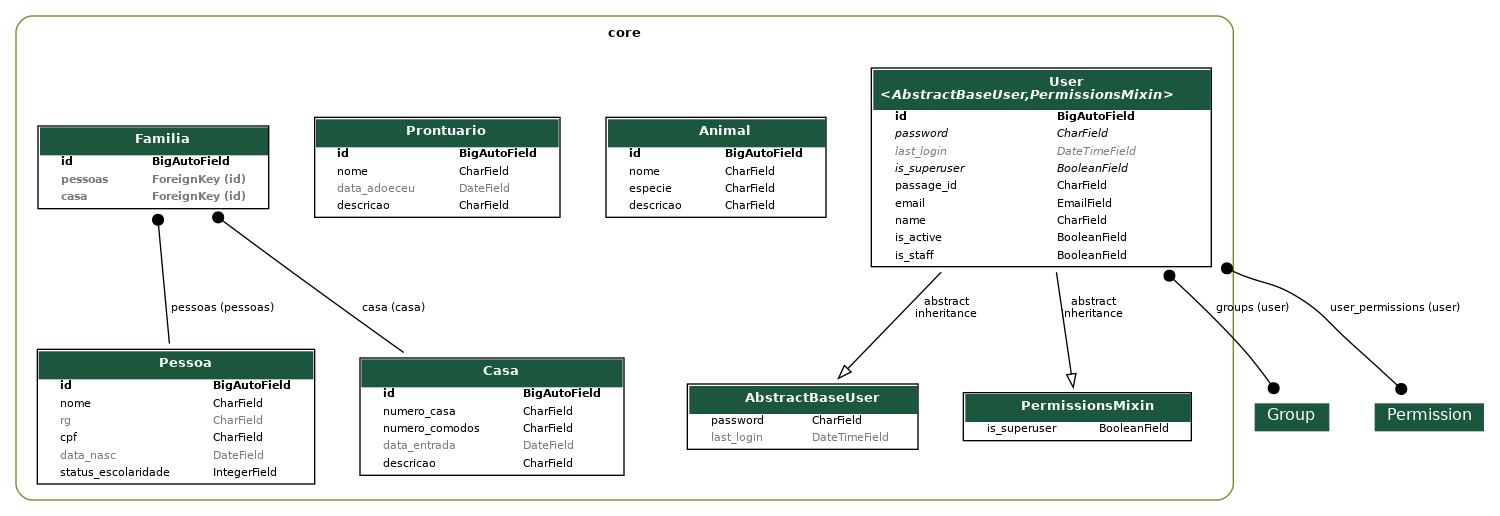 core
User
<AbstractBaseUser,PermissionsMixin>
id BigAutoField
password CharField
last_login DateTimeField
is_superuser BooleanField
passage_id CharField
email EmailField
name CharField
is_active BooleanField
is_staff BooleanField
Familia
id BigAutoField
pessoas ForeignKey (id)
casa ForeignKey (id)
Prontuario
id BigAutoField
nome CharField
data_adoeceu DateField
descricao CharField
Animal
id BigAutoField
nome CharField
especie CharField
descricao CharField
pessoas (pessoas)
casa (casa)
abstract
inheritance
abstract
inheritance
groups (user)
user_permissions (user)
Pessoa
id BigAutoField
nome CharField
rg CharField
cpf CharField
data_nasc DateField
status_escolaridade IntegerField
Casa
id BigAutoField
numero_casa CharField
numero_comodos CharField
data_entrada DateField
descricao CharField
AbstractBaseUser
password CharField
last_login DateTimeField
PermissionsMixin
is_superuser BooleanField
Group
Permission